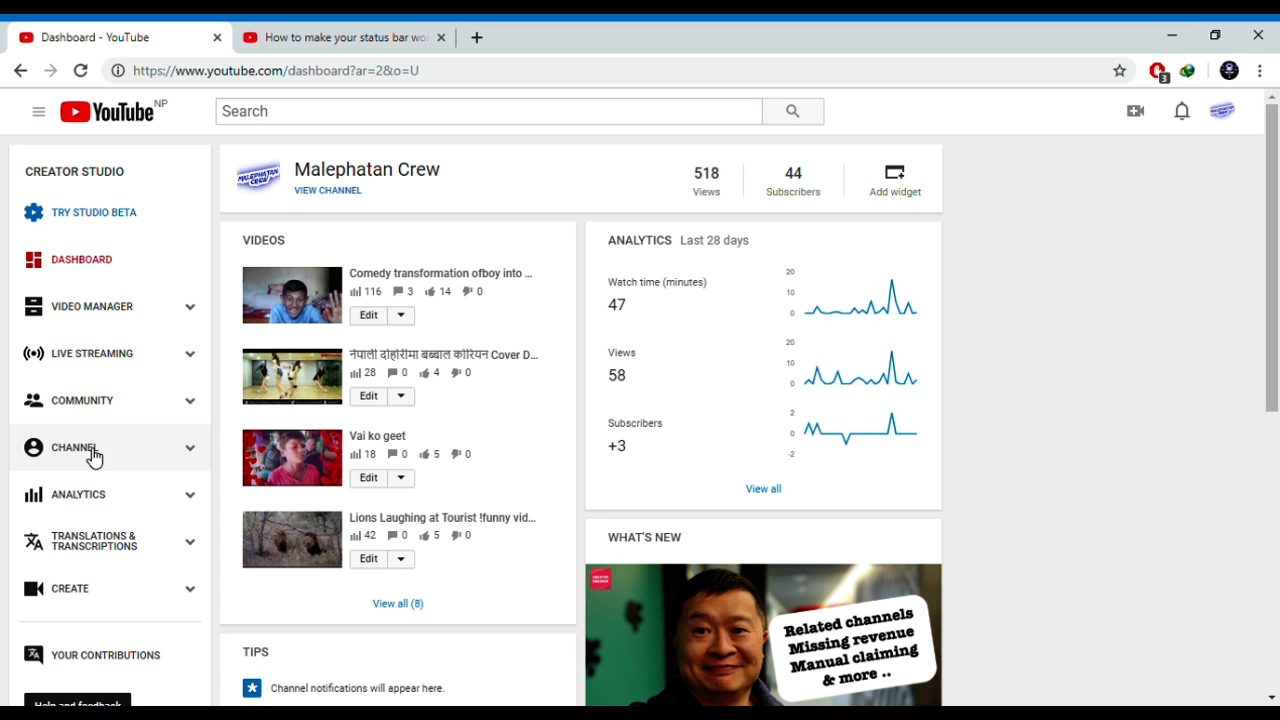 Dashboard - YouTube
How to make your status bar wo
https://www.youtube.com/dashboard?ar=2&o=U
3
YouTube NP
Search
CREATOR STUDIO
TRY STUDIO BETA
DASHBOARD
VIDEO MANAGER
LIVE STREAMING
COMMUNITY
CHANNEL
ANALYTICS
TRANSLATIONS &
TRANSCRIPTIONS
CREATE
YOUR CONTRIBUTIONS
Help and feedback
MALEPHATAN
CREW
Malephatan Crew
VIEW CHANNEL
518
Views
44
Subscribers
Add widget
VIDEOS
Comedy transformation ofboy into ...
116 3 14 0
Edit
नेपाली दोहोरीमा बब्बाल कोरियन Cover D...
28 0 4 0
Edit
Vai ko geet
18 0 5 0
Edit
Lions Laughing at Tourist !funny vid...
42 0 5 0
Edit
View all (8)
TIPS
Channel notifications will appear here.
ANALYTICS Last 28 days
Watch time (minutes)
47
20
10
0
Views
58
20
10
0
Subscribers
+3
2
0
-2
View all
WHAT'S NEW
Related channels
Missing revenue
Manual claiming
& more ..